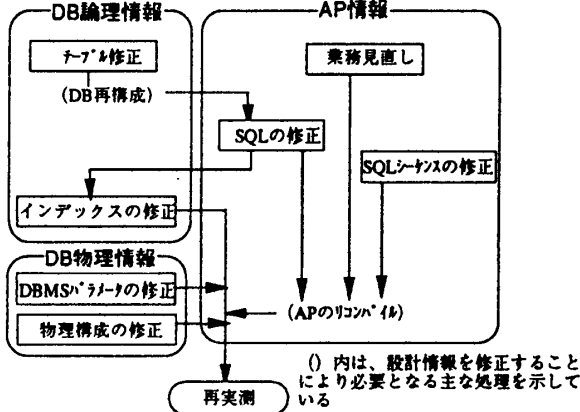 DB論理情報
AP情報
テーブル修正
業務見直し
(DB再構成)
SQLの修正
SQLシーケンスの修正
インデックスの修正
DB物理情報
DBMSパラメータの修正
(APのリコンパイル)
物理構成の修正
再実測
() 内は、設計情報を修正すること
により必要となる主な処理を示して
いる